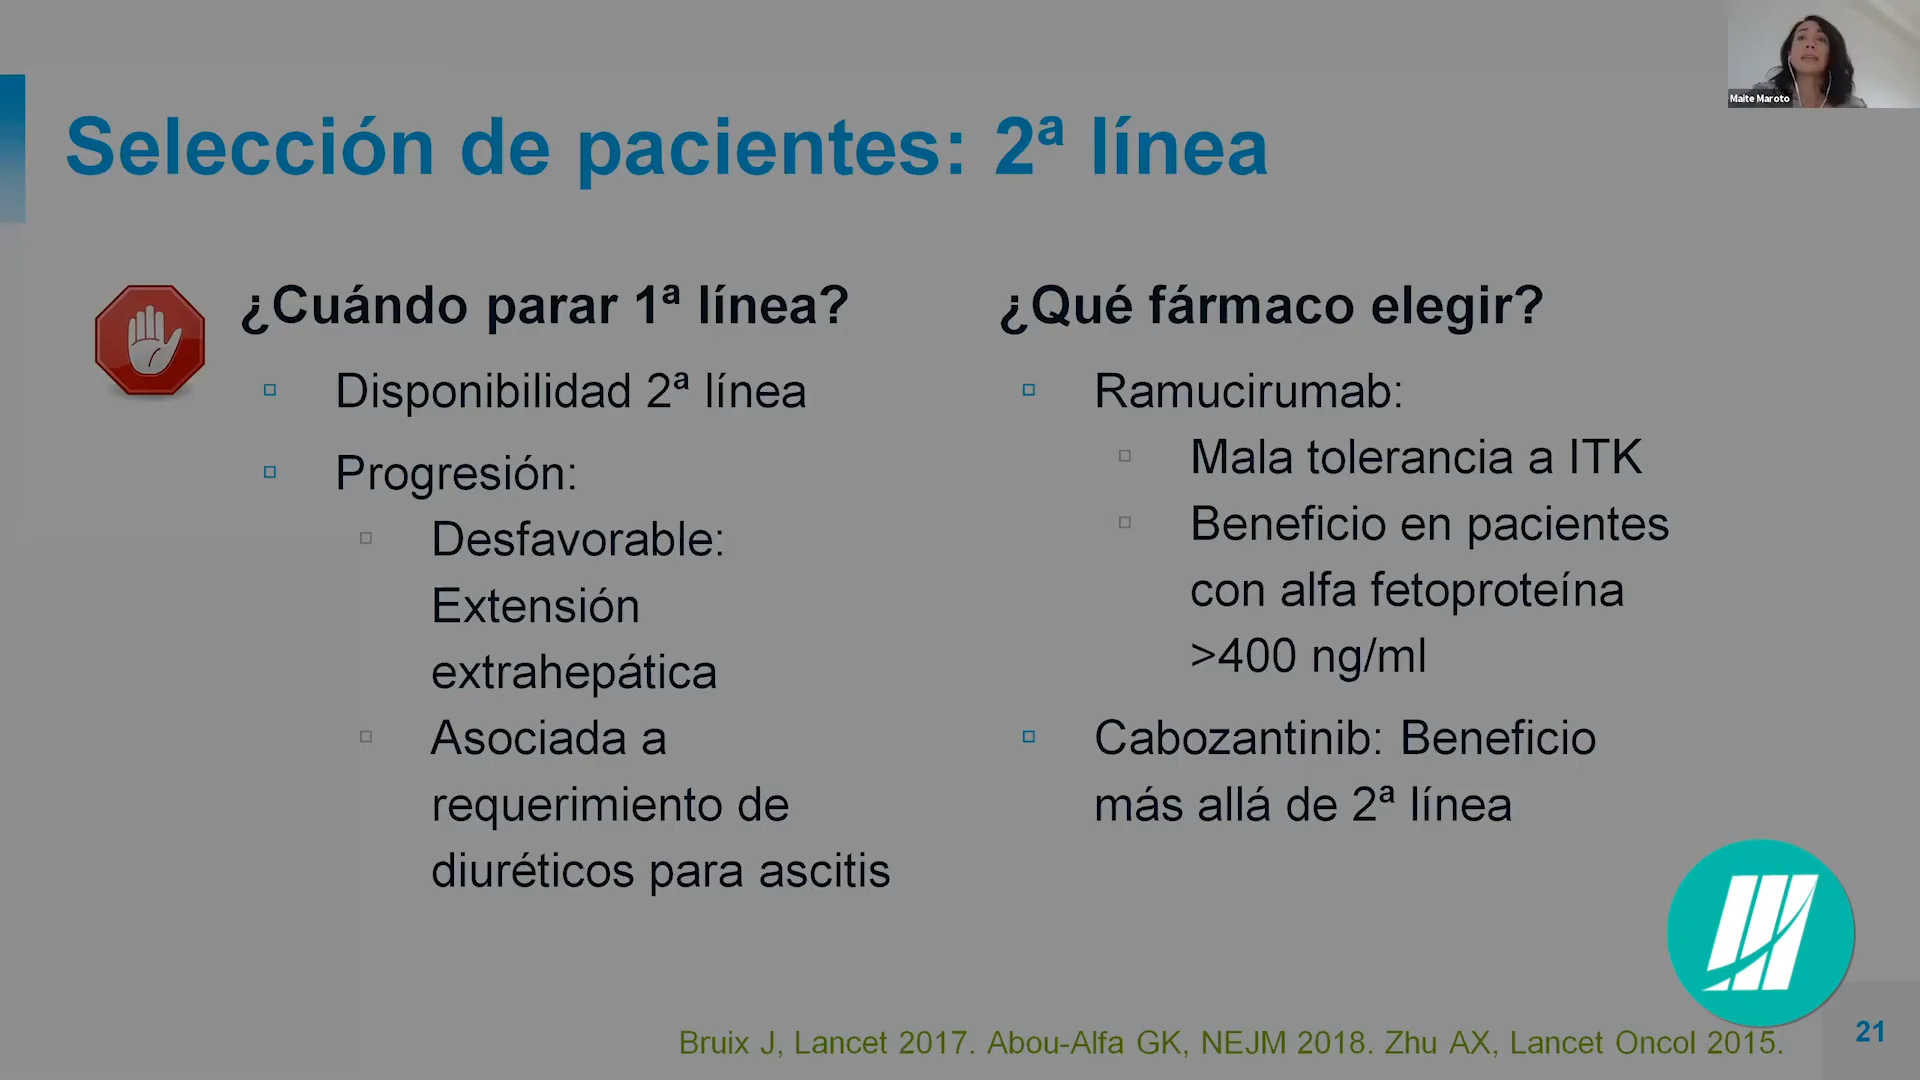 Maite Maroto
Selección de pacientes: 2ª línea
¿Cuándo parar 1ª línea?
▫ Disponibilidad 2ª línea
▫ Progresión:
▫ Desfavorable:
Extensión
extrahepática
▫ Asociada a
requerimiento de
diuréticos para ascitis
¿Qué fármaco elegir?
▫ Ramucirumab:
▫ Mala tolerancia a ITK
▫ Beneficio en pacientes
con alfa fetoproteína
>400 ng/ml
▫ Cabozantinib: Beneficio
más allá de 2ª línea
Bruix J, Lancet 2017. Abou-Alfa GK, NEJM 2018. Zhu AX, Lancet Oncol 2015.
21